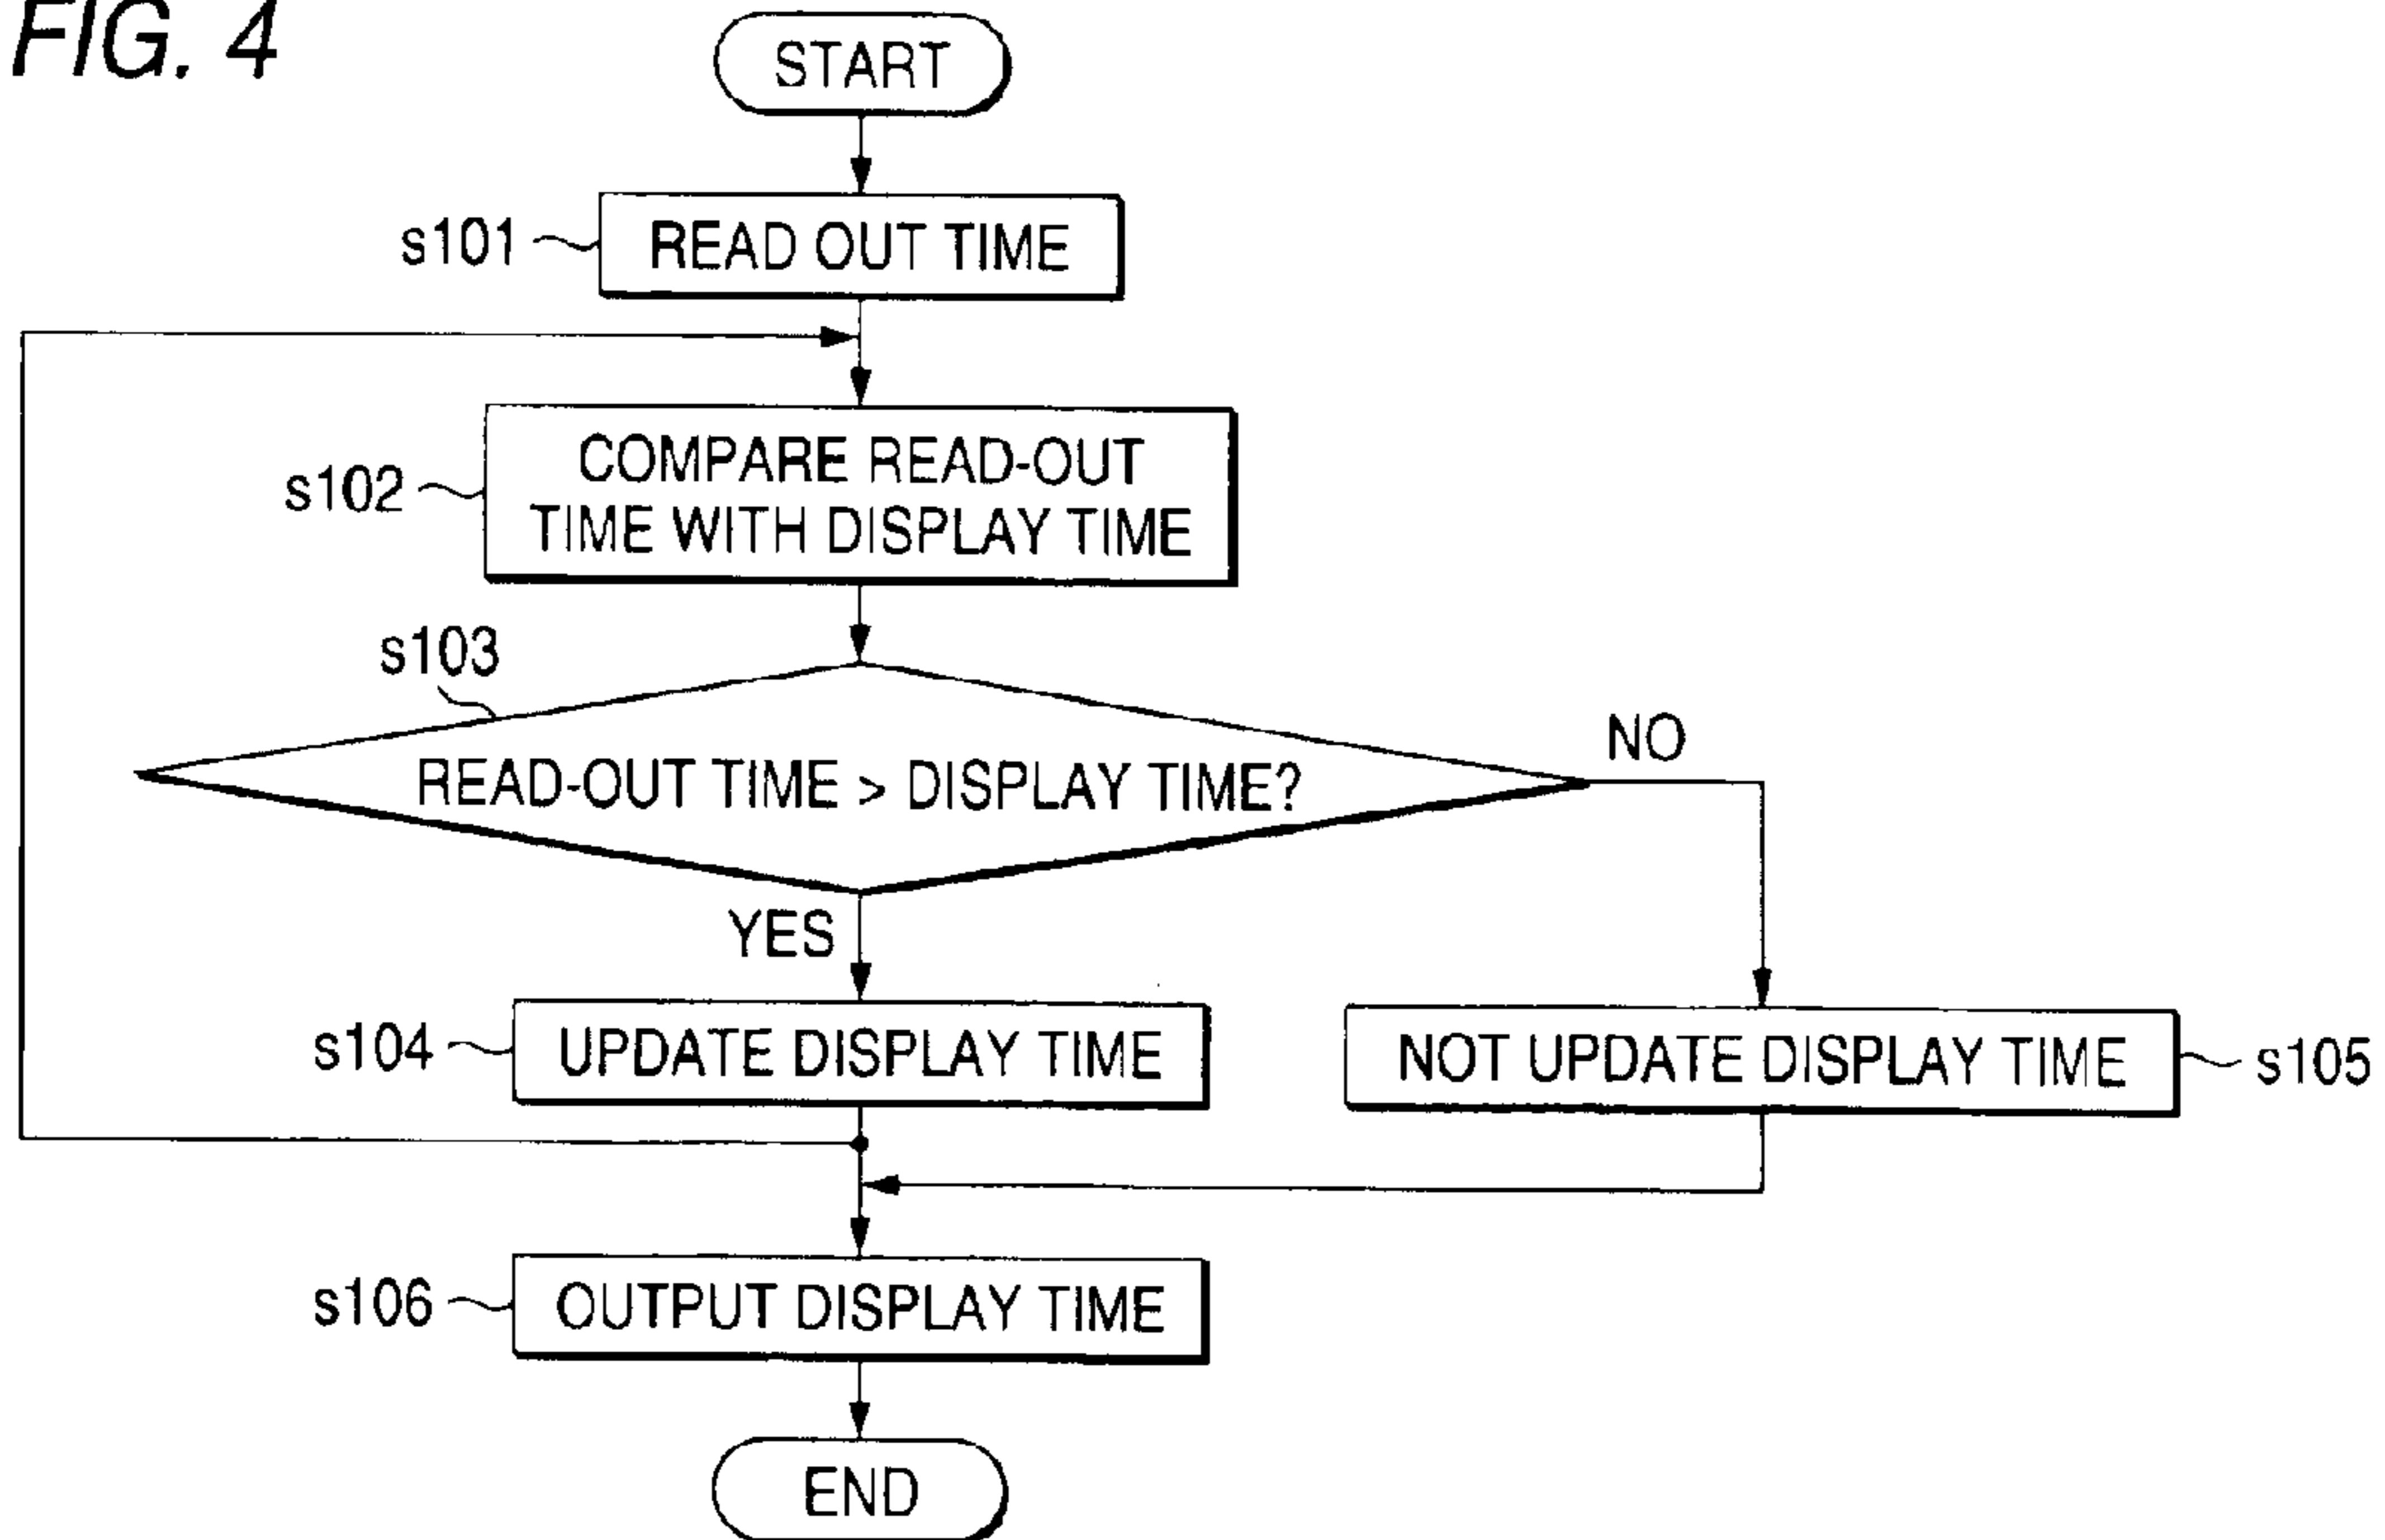 FIG. 4
START
s101
READ OUT TIME
s102
COMPARE READ-OUT
TIME WITH DISPLAY TIME
s103
READ-OUT TIME > DISPLAY TIME?
NO
YES
s104
UPDATE DISPLAY TIME
NOT UPDATE DISPLAY TIME
s105
s106
OUTPUT DISPLAY TIME
END